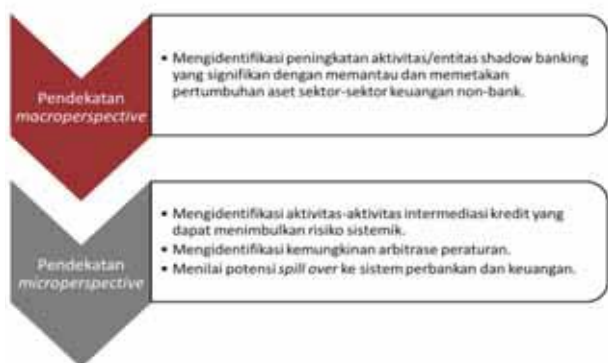 Pendekatan
macroperspective
• Mengidentifikasi peningkatan aktivitas/entitas shadow banking
yang signifikan dengan memantau dan memetakan
pertumbuhan aset sektor-sektor keuangan non-bank.
Pendekatan
microperspective
• Mengidentifikasi aktivitas-aktivitas intermediasi kredit yang
dapat menimbulkan risiko sistemik.
• Mengidentifikasi kemungkinan arbitrase peraturan.
• Menilai potensi spill over ke sistem perbankan dan keuangan.